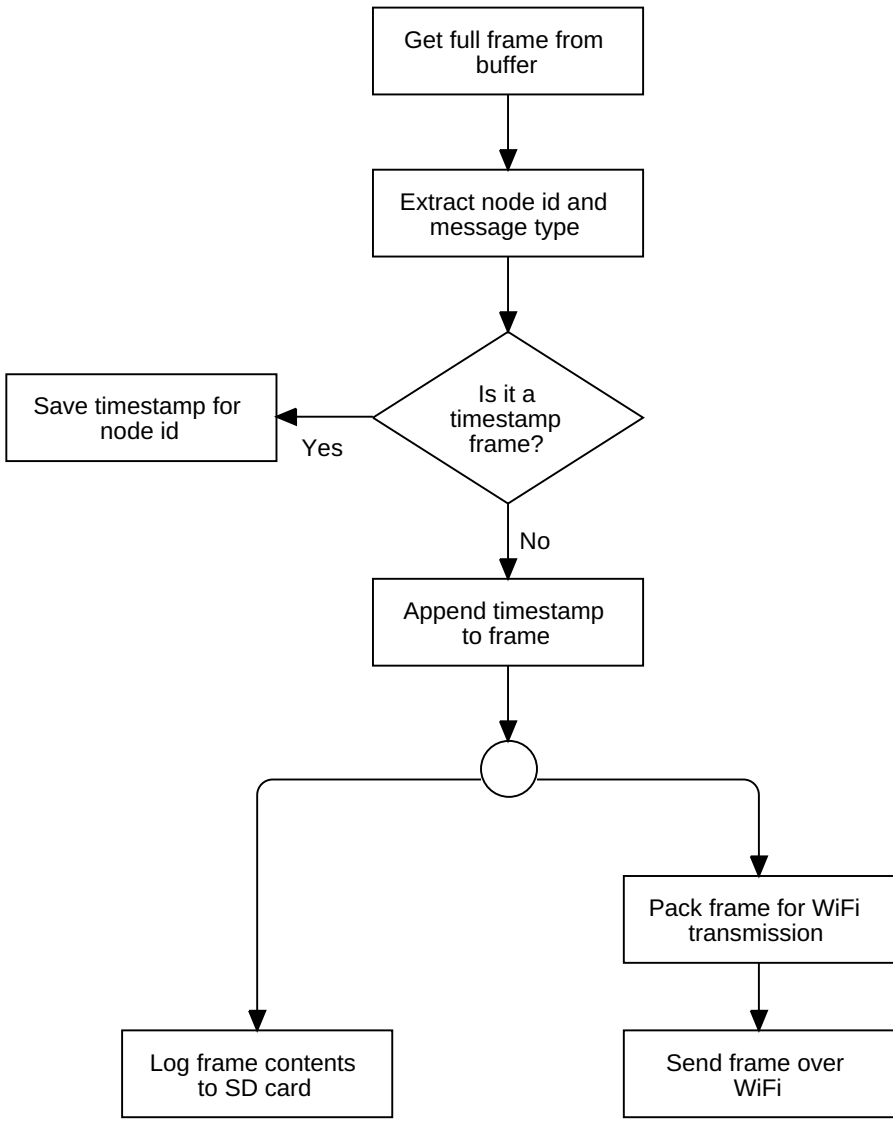 Get full frame from
buffer
Extract node id and
message type
Is it a
timestamp
frame?
Save timestamp for
node id
Yes
No
Append timestamp
to frame
Pack frame for WiFi
transmission
Log frame contents
to SD card
Send frame over
WiFi